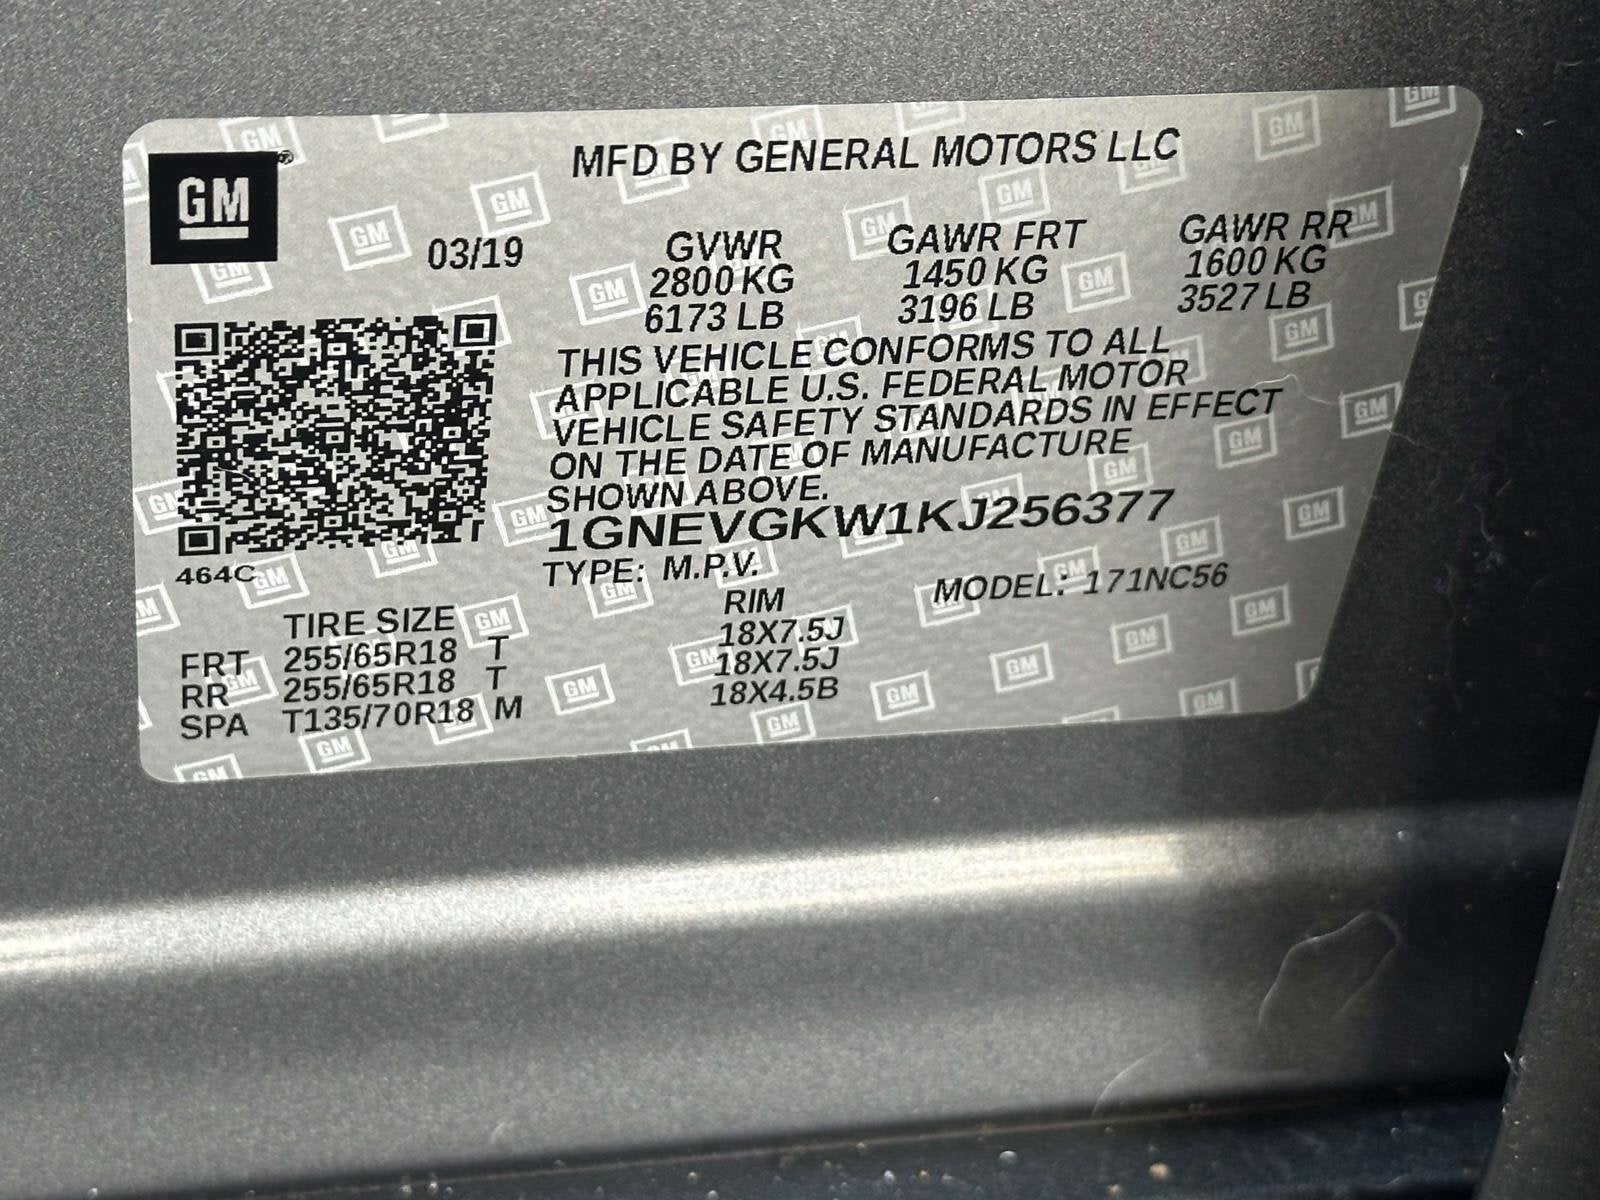 GM
MFD BY GENERAL MOTORS LLC
03/19
GVWR GAWR FRT GAWR RR
2800 KG 1450 KG 1600 KG
6173 LB 3196 LB 3527 LB
THIS VEHICLE CONFORMS TO ALL
APPLICABLE U.S. FEDERAL MOTOR
VEHICLE SAFETY STANDARDS IN EFFECT
ON THE DATE OF MANUFACTURE
SHOWN ABOVE.
1GNEVGKW1KJ256377
464C
TYPE: M.P.V. MODEL: 171NC56
TIRE SIZE RIM
FRT 255/65R18 T 18X7.5J
RR 255/65R18 T 18X7.5J
SPA T135/70R18 M 18X4.5B